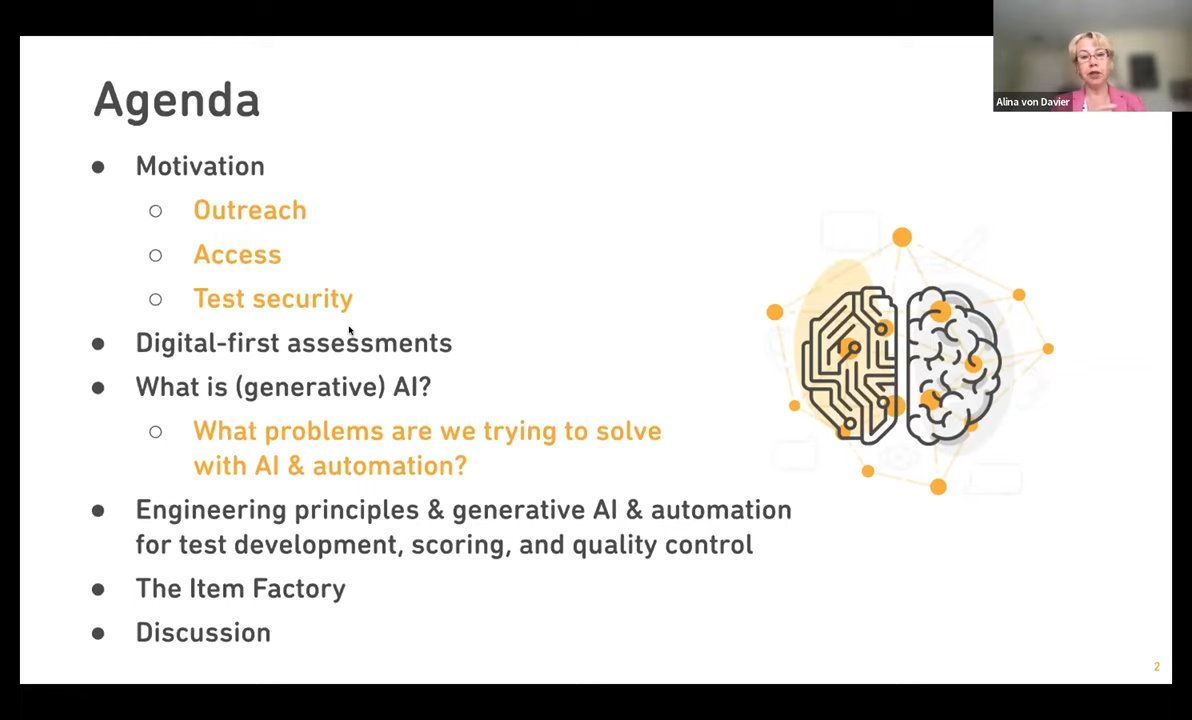 Agenda
Alina von Davier
● Motivation
○ Outreach
○ Access
○ Test security
● Digital-first assessments
● What is (generative) AI?
○ What problems are we trying to solve
with AI & automation?
● Engineering principles & generative AI & automation
for test development, scoring, and quality control
● The Item Factory
● Discussion
2